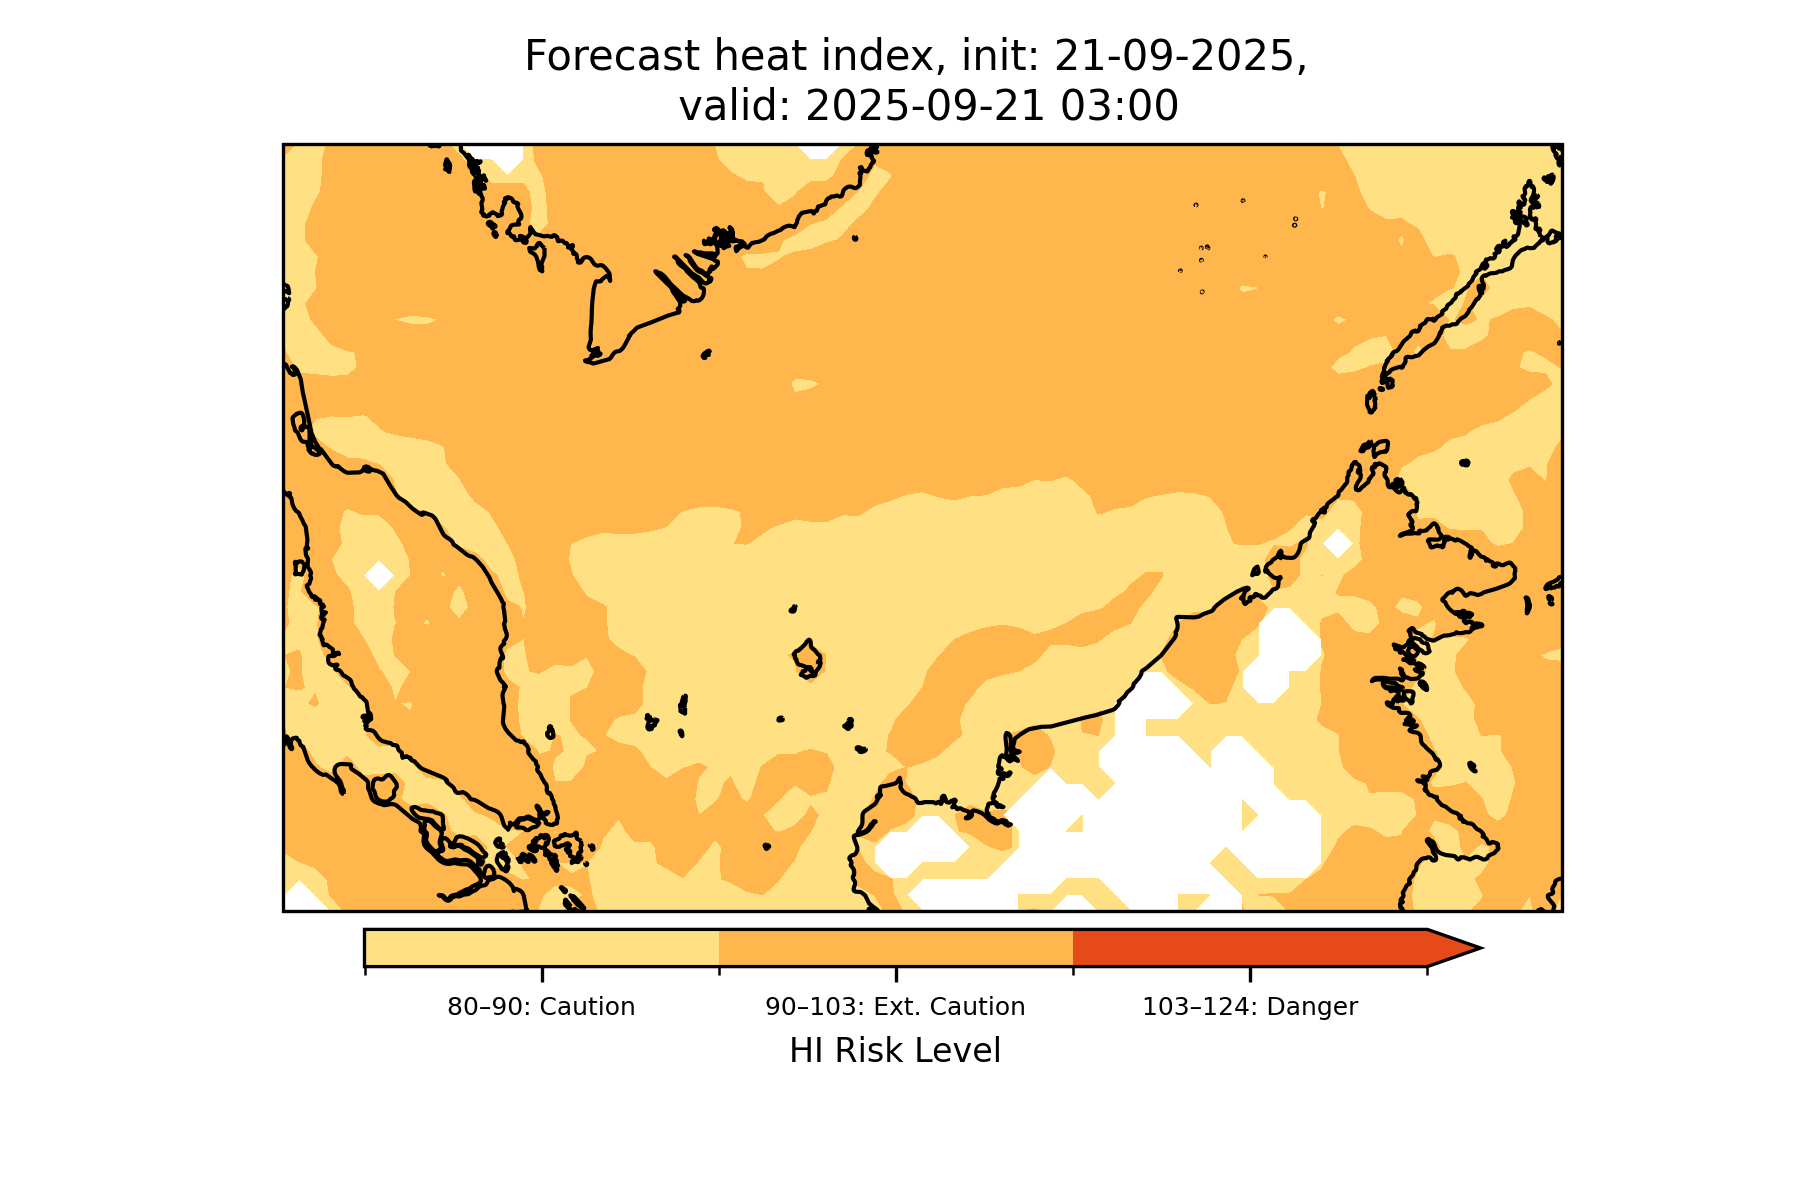 Forecast heat index, init: 21-09-2025,
valid: 2025-09-21 03:00
80–90: Caution
90–103: Ext. Caution
103–124: Danger
HI Risk Level